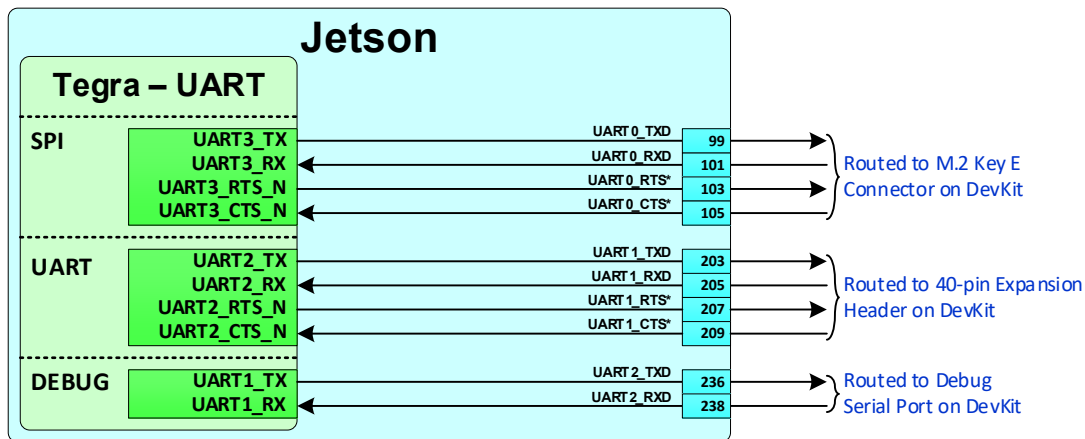 Jetson
Tegra – UART
SPI
UART3_TX
UART0_TXD
99
UART3_RX
UART0_RXD
101
UART3_RTS_N
UART0_RTS*
103
UART3_CTS_N
UART0_CTS*
105
Routed to M.2 Key E
Connector on DevKit
UART
UART2_TX
UART1_TXD
203
UART2_RX
UART1_RXD
205
UART2_RTS_N
UART1_RTS*
207
UART2_CTS_N
UART1_CTS*
209
Routed to 40-pin Expansion
Header on DevKit
DEBUG
UART1_TX
UART2_TXD
236
UART1_RX
UART2_RXD
238
Routed to Debug
Serial Port on DevKit